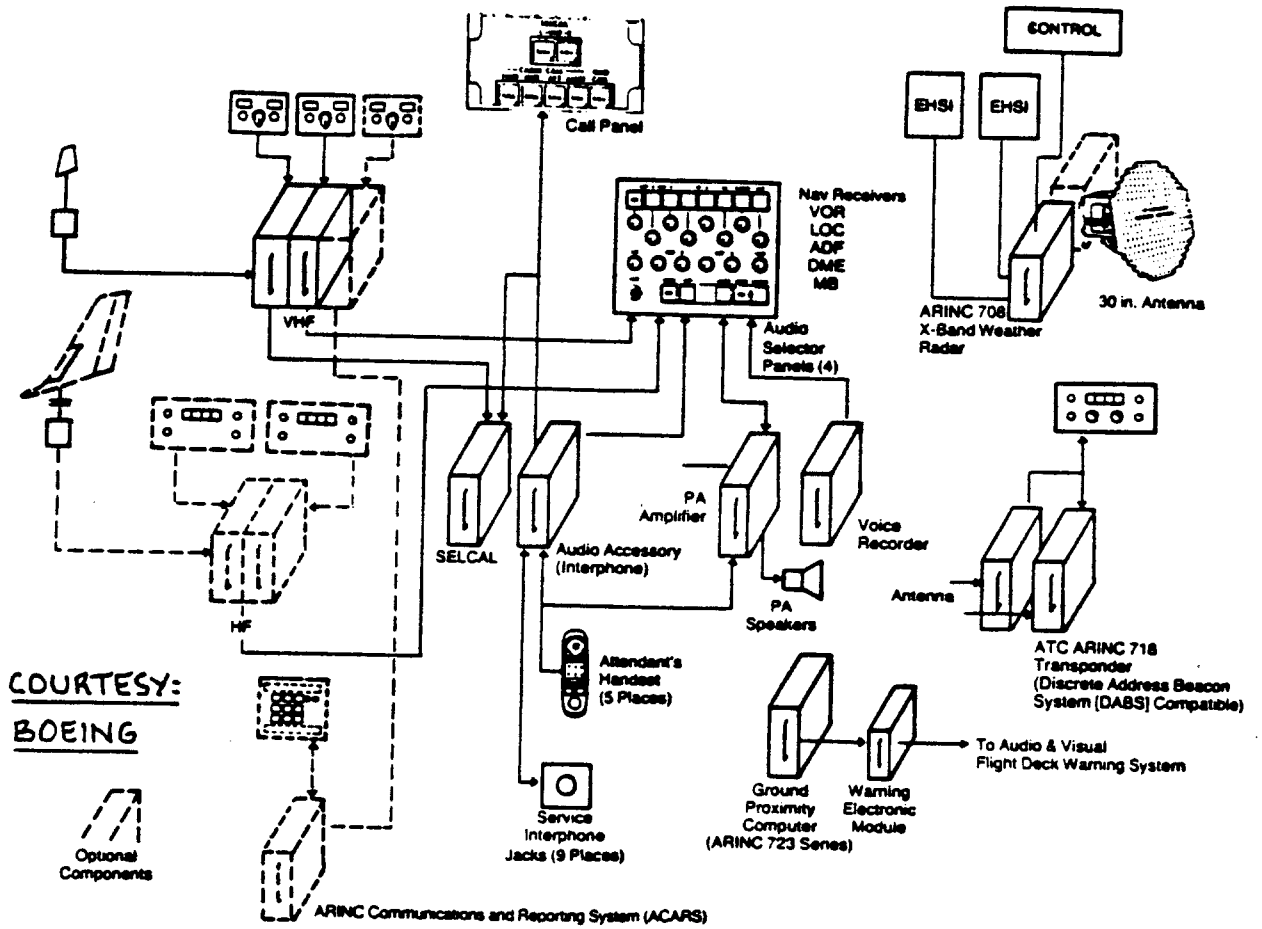 CONTROL
EHSI
EHSI
Call Panel
Nav Receivers
VOR
LOC
ADF
DME
MB
30 in. Antenna
ARINC 708
X-Band Weather
Radar
VHF
Audio
Selector
Panels (4)
PA
Amplifier
Voice
Recorder
SELCAL
Audio Accessory
(Interphone)
Antenna
PA
Speakers
HF
ATC ARINC 718
Transponder
(Discrete Address Beacon
System [DABS] Compatible)
Attendant's
Handset
(5 Places)
COURTESY:
BOEING
To Audio & Visual
Flight Deck Warning System
Ground
Proximity
Computer
(ARINC 723 Series)
Warning
Electronic
Module
Service
Interphone
Jacks (9 Places)
Optional
Components
ARINC Communications and Reporting System (ACARS)